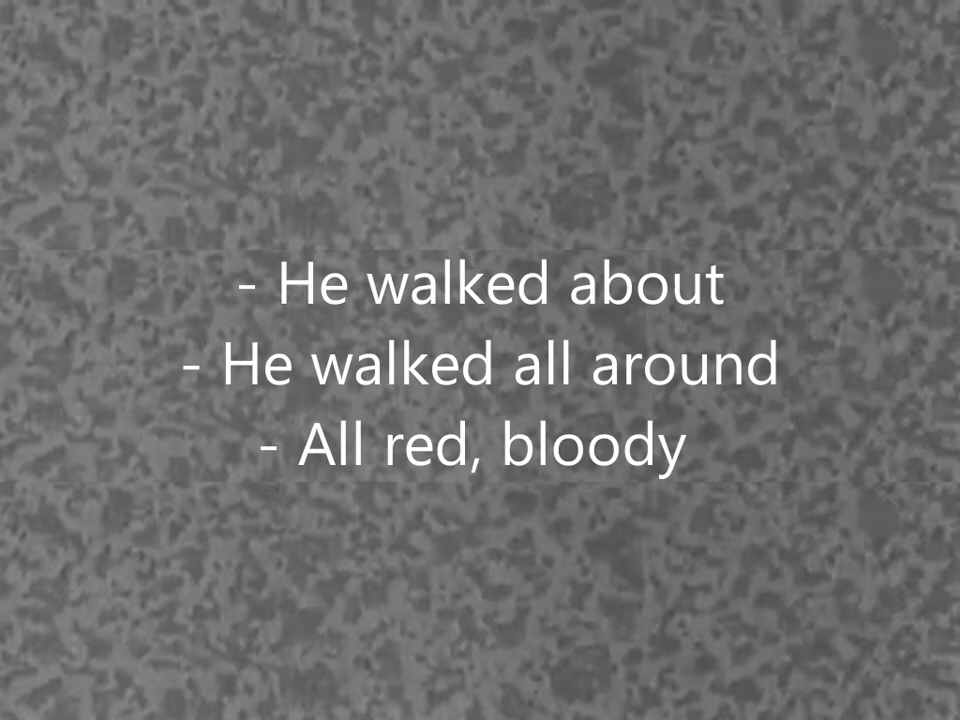 - He walked about
- He walked all around
- All red, bloody